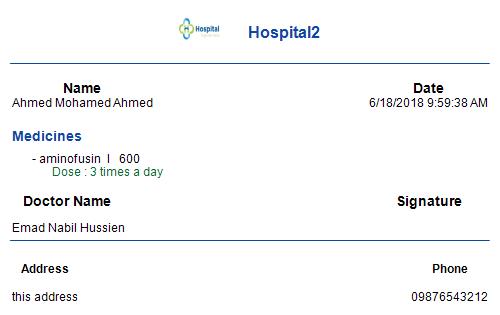 Hospital Hospital2
Name Date
Ahmed Mohamed Ahmed 6/18/2018 9:59:38 AM
Medicines
- aminofusin I 600
Dose : 3 times a day
Doctor Name Signature
Emad Nabil Hussien
Address Phone
this address 09876543212